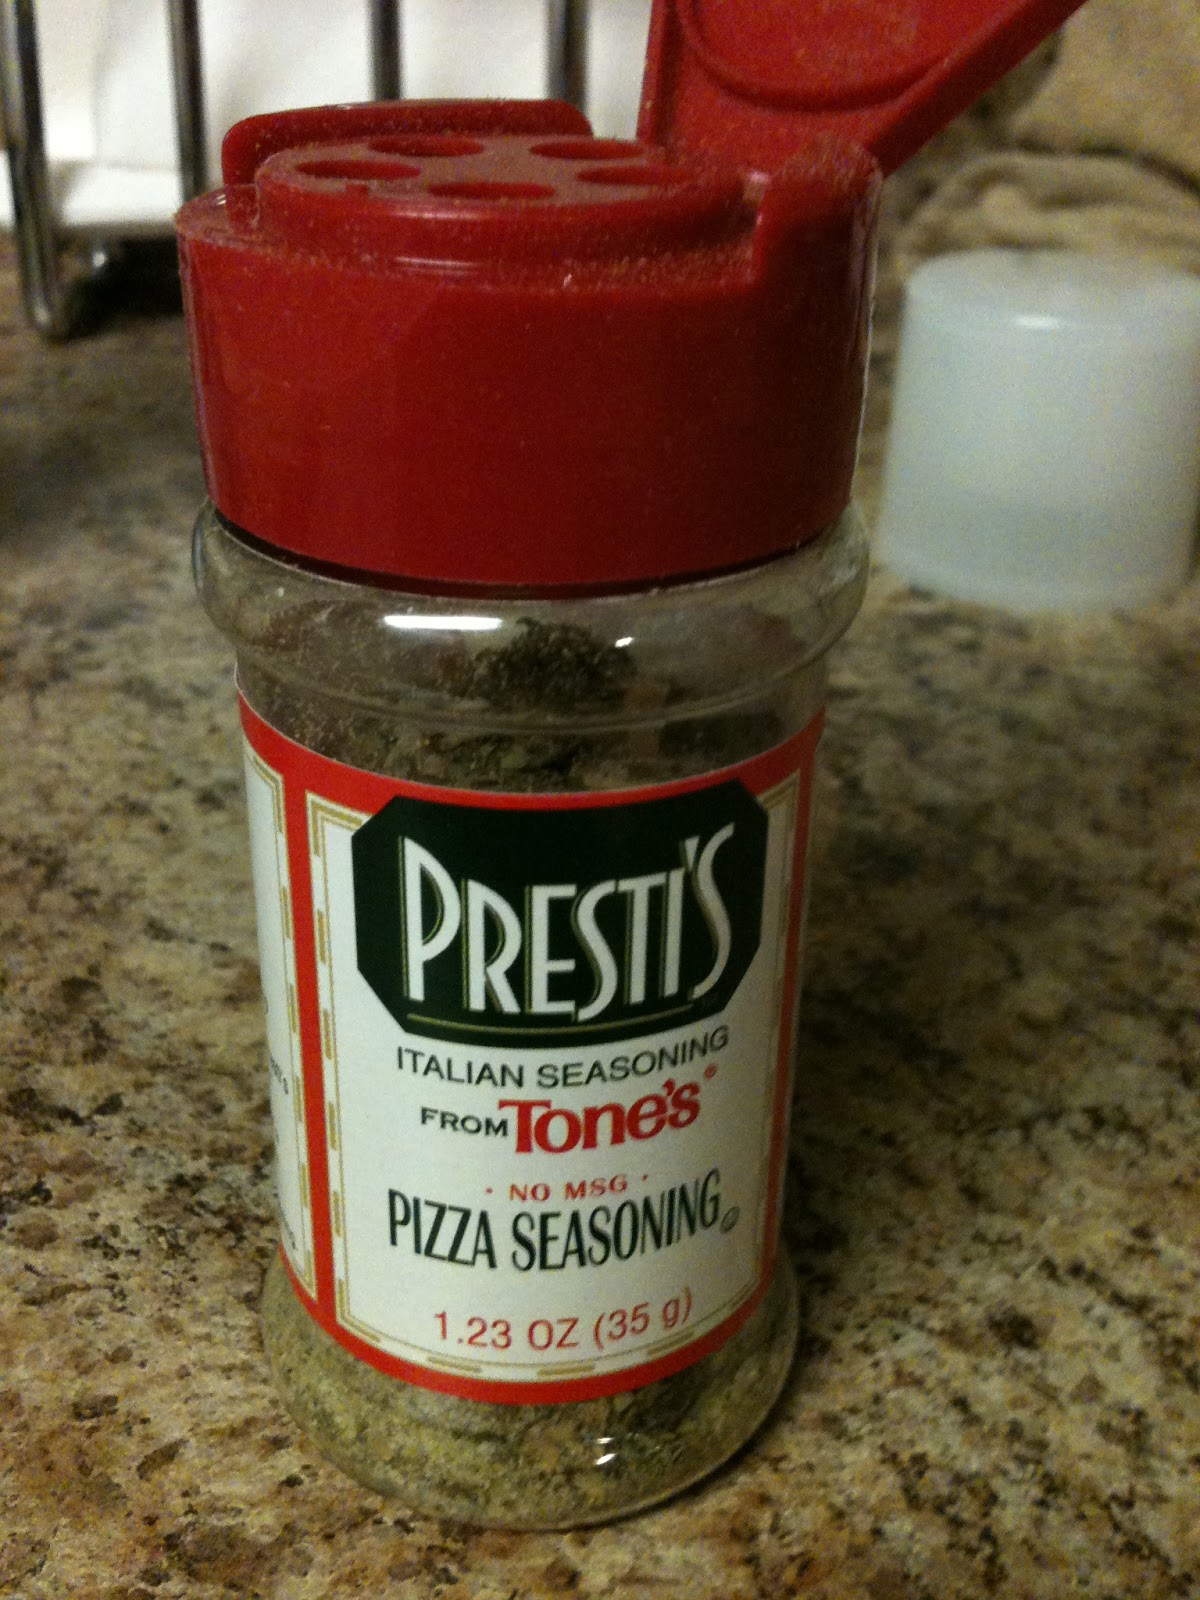 PRESTI'S
ITALIAN SEASONING
FROM Tone's®
· NO MSG ·
PIZZA SEASONING
1.23 OZ (35 g)